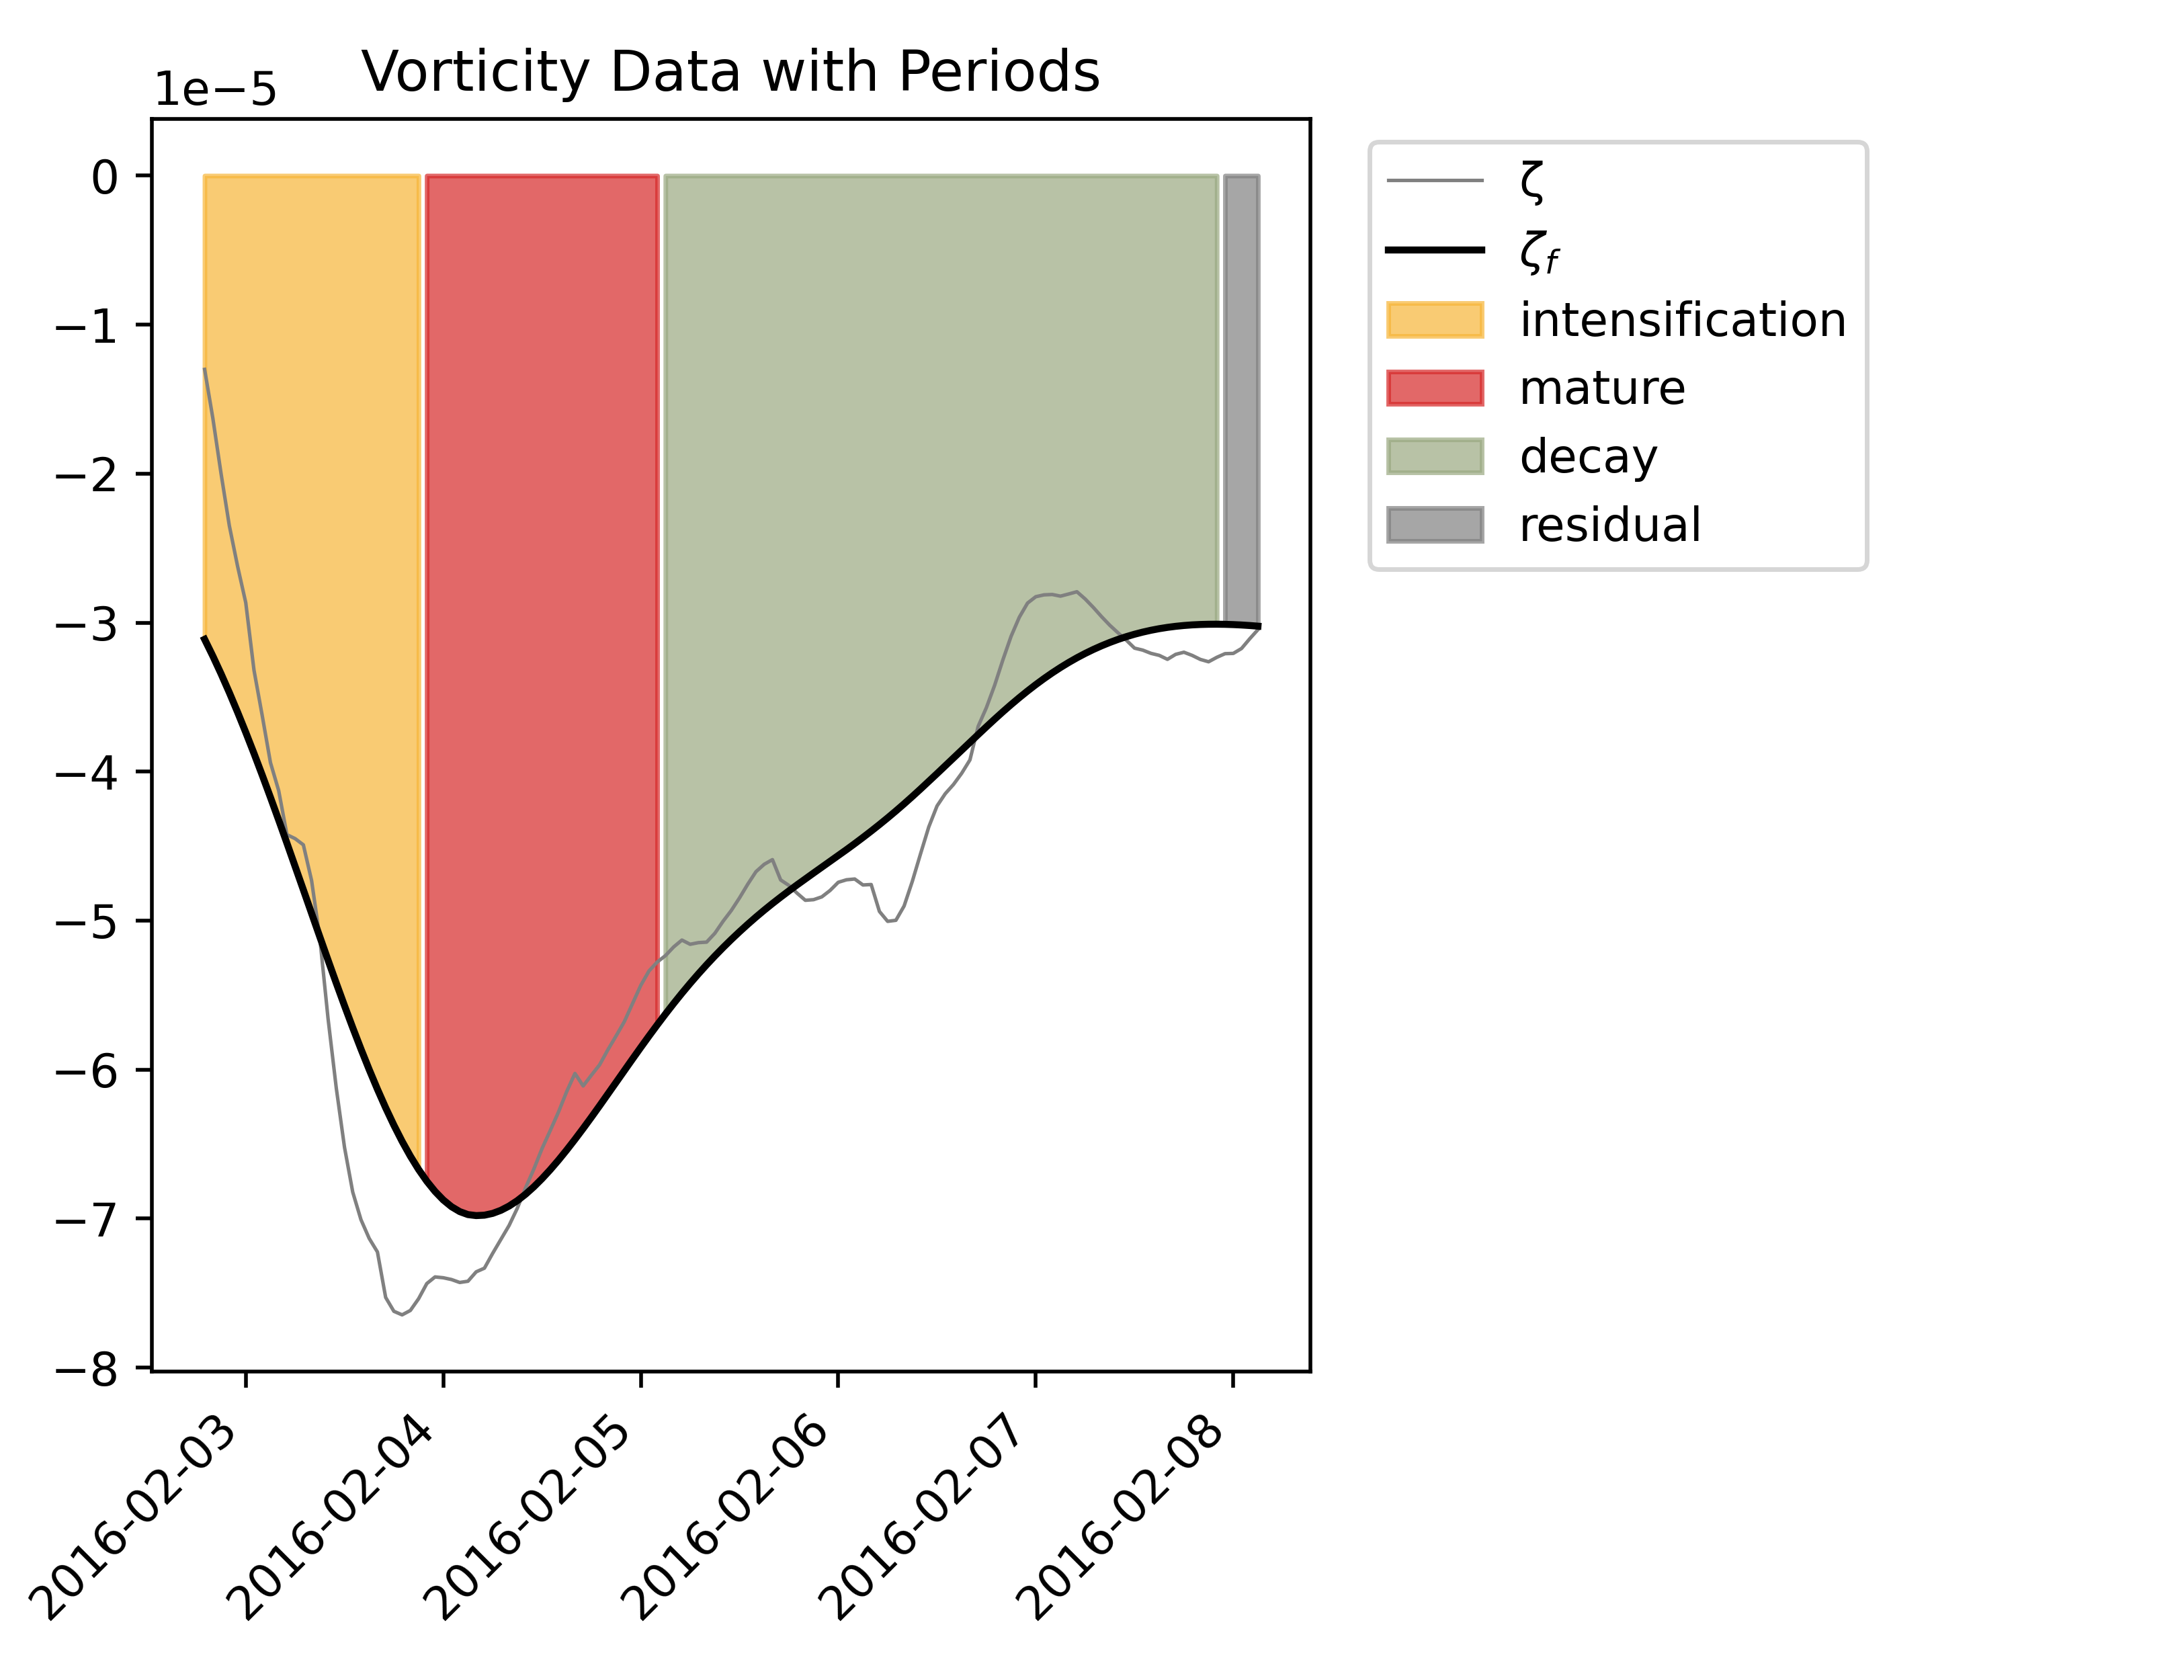 Vorticity Data with Periods
1e−5
0
−1
−2
−3
−4
−5
−6
−7
−8
2016-02-03
2016-02-04
2016-02-05
2016-02-06
2016-02-07
2016-02-08
ζ
ζf
intensification
mature
decay
residual